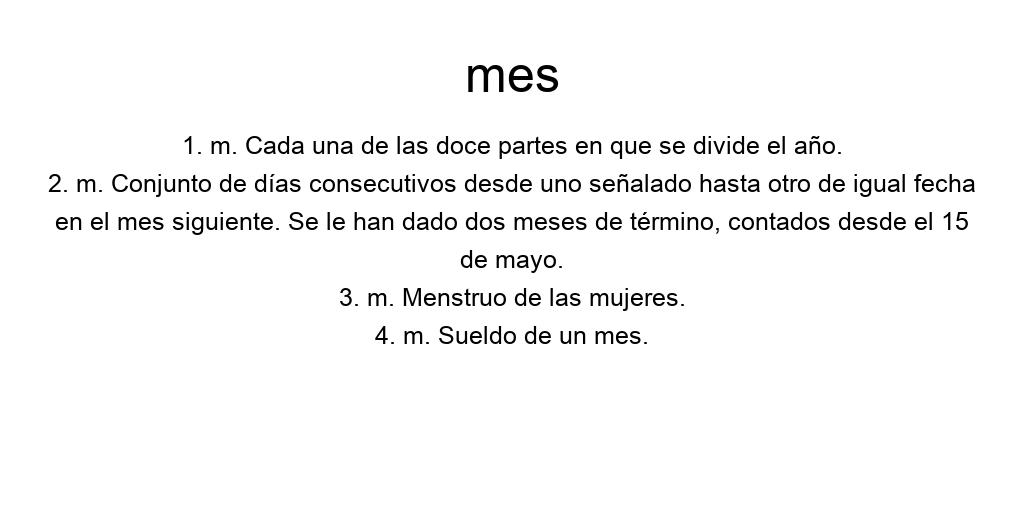 mes
1. m. Cada una de las doce partes en que se divide el año.
2. m. Conjunto de días consecutivos desde uno señalado hasta otro de igual fecha
en el mes siguiente. Se le han dado dos meses de término, contados desde el 15
de mayo.
3. m. Menstruo de las mujeres.
4. m. Sueldo de un mes.